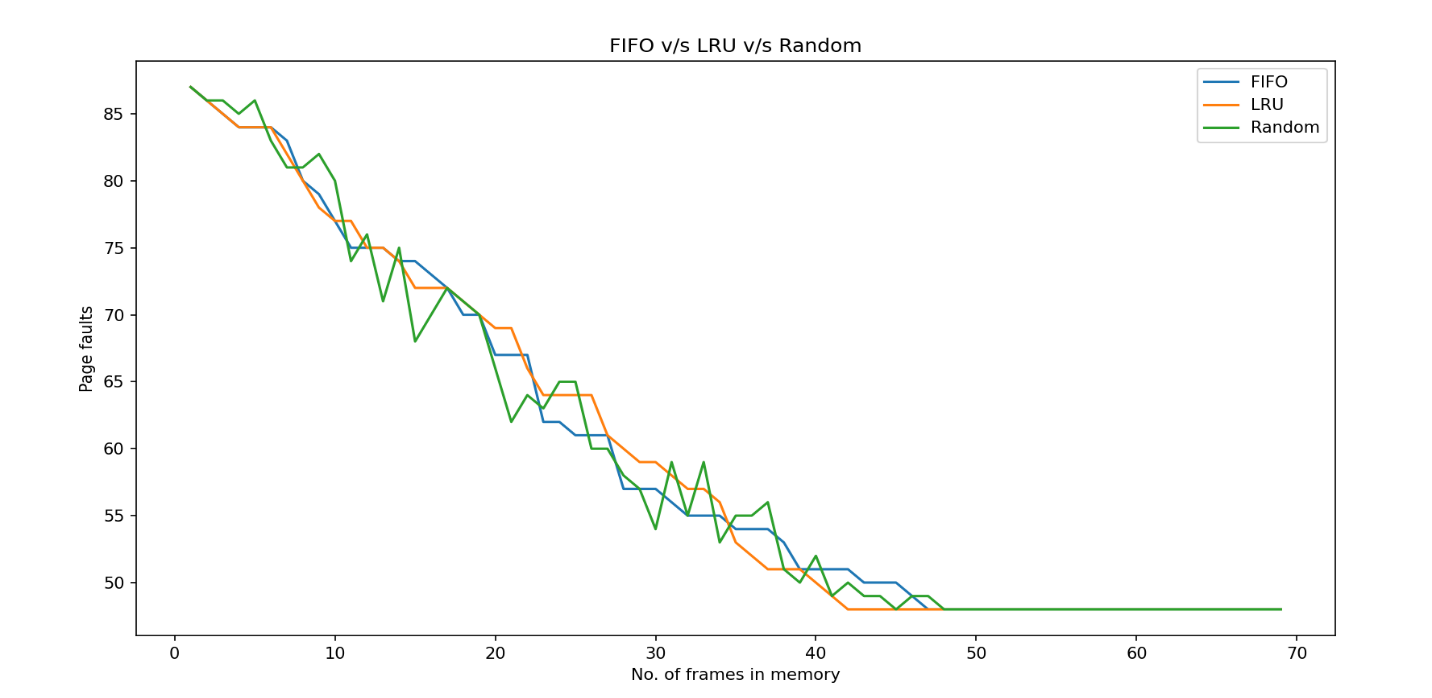 FIFO v/s LRU v/s Random
FIFO
LRU
Random
Page faults
85
80
75
70
65
60
55
50
0 10 20 30 40 50 60 70
No. of frames in memory